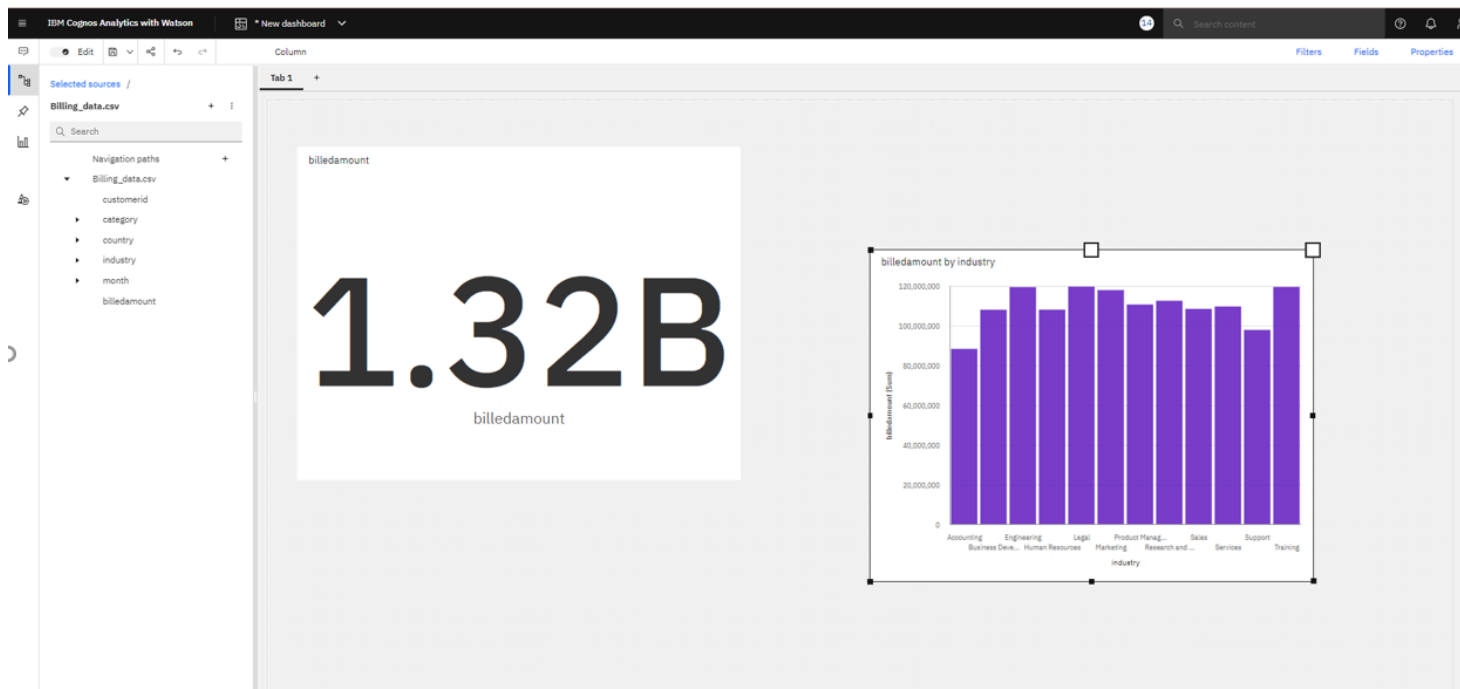 IBM Cognos Analytics with Watson
* New dashboard
14
Search content
Edit
Column
Filters
Fields
Properties
Selected sources /
Billing_data.csv
Search
Navigation paths
Billing_data.csv
customerid
category
country
industry
month
billedamount
Tab 1
billedamount
1.32B
billedamount
billedamount by industry
billedamount (Sum)
120,000,000
100,000,000
80,000,000
60,000,000
40,000,000
20,000,000
0
Accounting Engineering Legal Product Manag... Sales Support
Business Deve... Human Resources Marketing Research and ... Services Training
industry